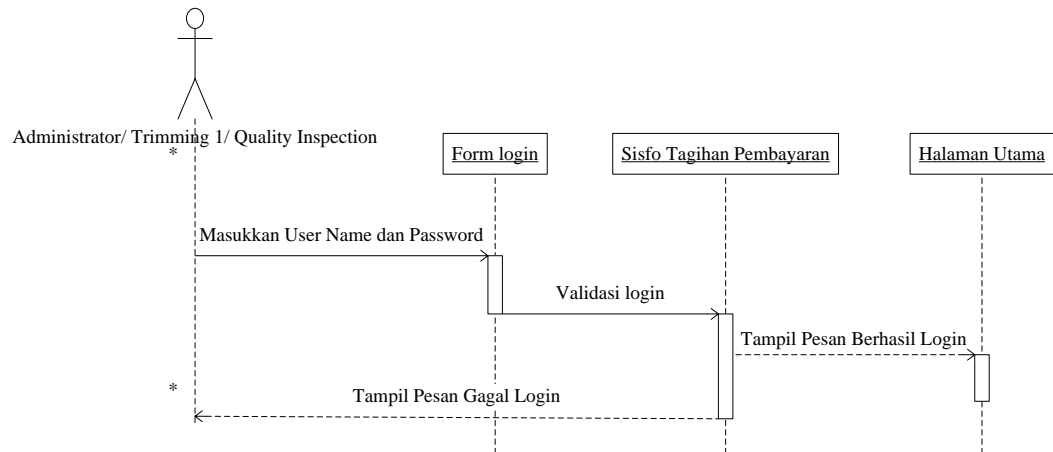 Administrator/ Trimming 1/ Quality Inspection
*
Form login
Sisfo Tagihan Pembayaran
Halaman Utama
Masukkan User Name dan Password
Validasi login
Tampil Pesan Berhasil Login
*
Tampil Pesan Gagal Login